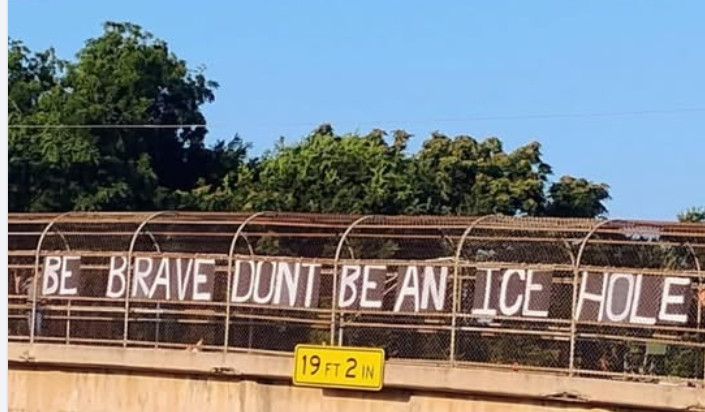 BE BRAVE DONT BE AN ICE HOLE
19 FT 2 IN